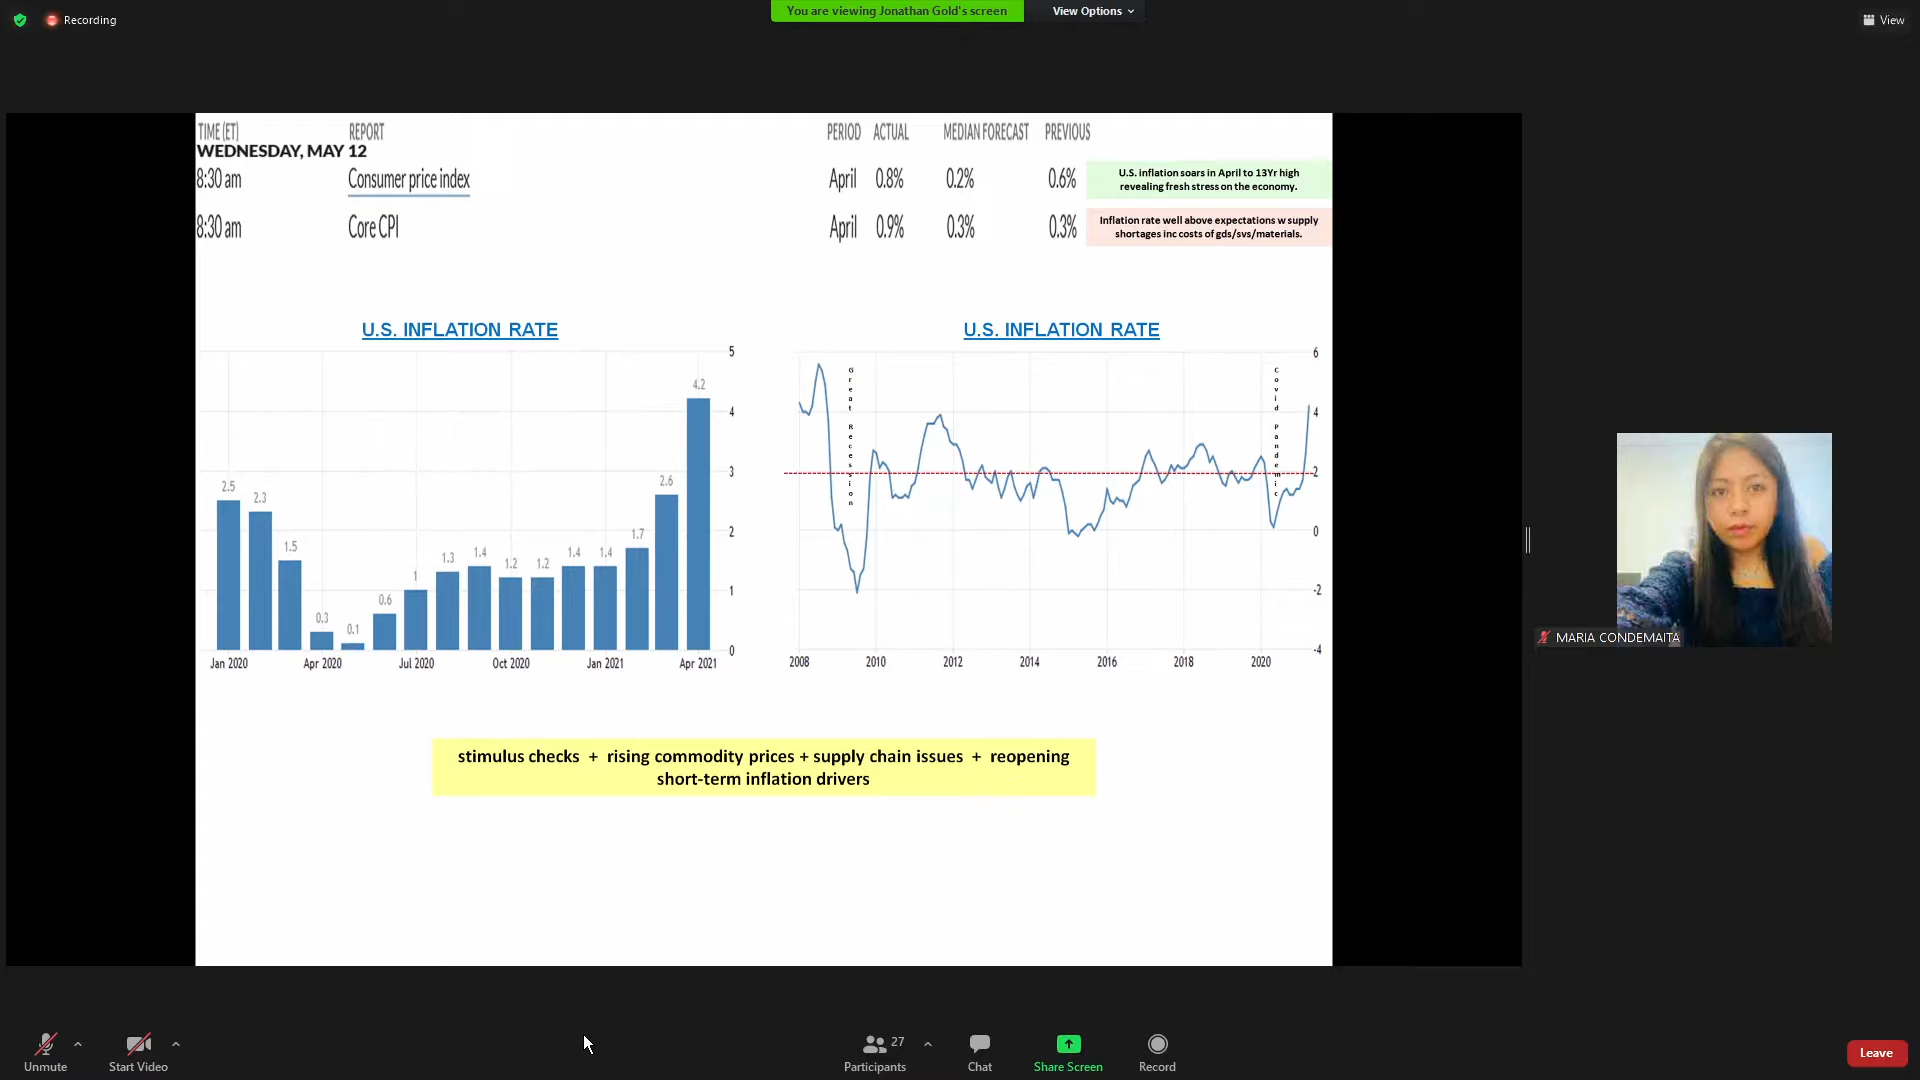 Recording
You are viewing Jonathan Gold's screen
View Options
View
TIME (ET) REPORT PERIOD ACTUAL MEDIAN FORECAST PREVIOUS
WEDNESDAY, MAY 12
8:30 am Consumer price index April 0.8% 0.2% 0.6%
U.S. inflation soars in April to 13Yr high
revealing fresh stress on the economy.
8:30 am Core CPI April 0.9% 0.3% 0.3%
Inflation rate well above expectations w supply
shortages inc costs of gds/svs/materials.
U.S. INFLATION RATE
5
4
3
2
1
0
2.5
2.3
1.5
0.3
0.1
0.6
1
1.3
1.4
1.2
1.2
1.4
1.4
1.7
2.6
4.2
Jan 2020 Apr 2020 Jul 2020 Oct 2020 Jan 2021 Apr 2021
U.S. INFLATION RATE
6
4
2
0
-2
-4
Great Recession
Covid Pandemic
2008 2010 2012 2014 2016 2018 2020
stimulus checks + rising commodity prices + supply chain issues + reopening
short-term inflation drivers
MARIA CONDEMAITA
Unmute
Start Video
27
Participants
Chat
Share Screen
Record
Leave